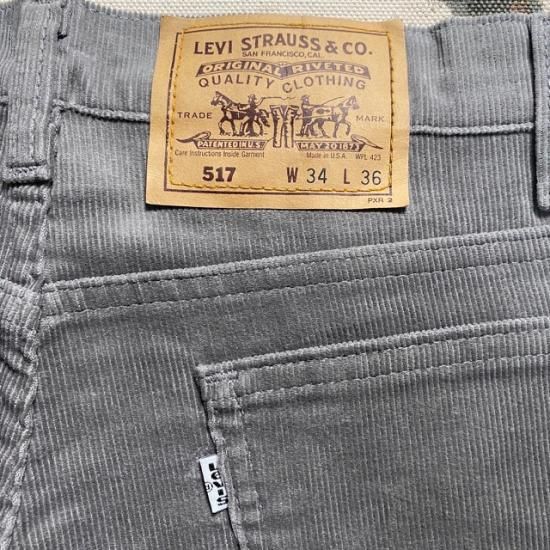 LEVI STRAUSS & CO.
SAN FRANCISCO, CAL.
ORIGINAL RIVETED
QUALITY CLOTHING
TRADE MARK
PATENTED IN U.S. MAY 20 1873
Care Instructions Inside Garment Made in U.S.A. WPL 423
517 W 34 L 36
PXR 2
LEVI'S